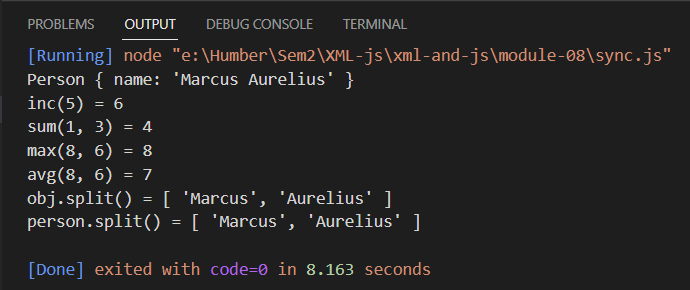 PROBLEMS OUTPUT DEBUG CONSOLE TERMINAL
[Running] node "e:\Humber\Sem2\XML-js\xml-and-js\module-08\sync.js"
Person { name: 'Marcus Aurelius' }
inc(5) = 6
sum(1, 3) = 4
max(8, 6) = 8
avg(8, 6) = 7
obj.split() = [ 'Marcus', 'Aurelius' ]
person.split() = [ 'Marcus', 'Aurelius' ]
[Done] exited with code=0 in 8.163 seconds